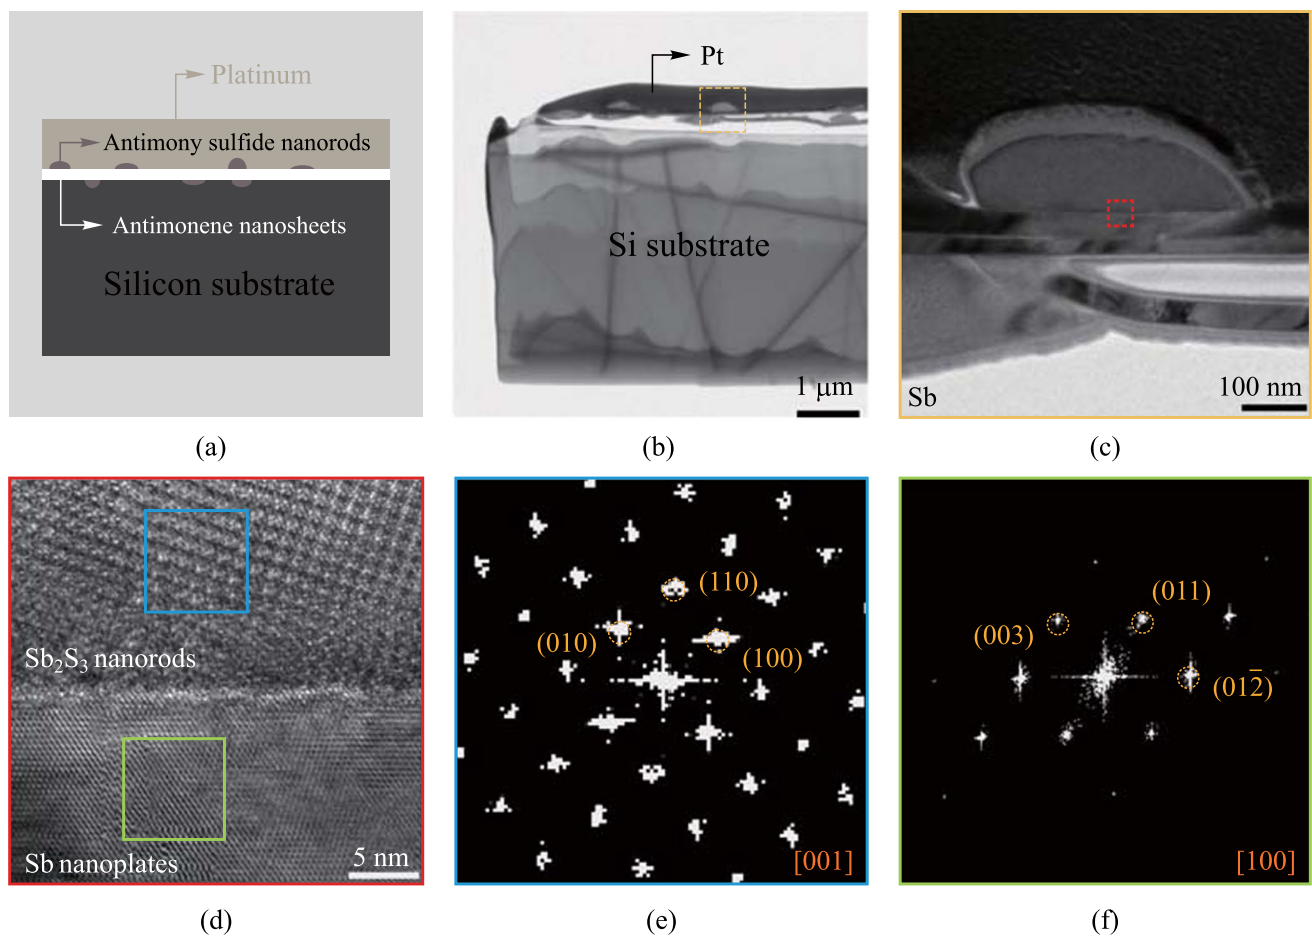 Platinum
Antimony sulfide nanorods
Antimonene nanosheets
Silicon substrate
(a)
Pt
Si substrate
1 μm
(b)
Sb
100 nm
(c)
Sb₂S₃ nanorods
Sb nanoplates
5 nm
(d)
(110)
(010)
(100)
[001]
(e)
(011)
(003)
(012̅)
[100]
(f)